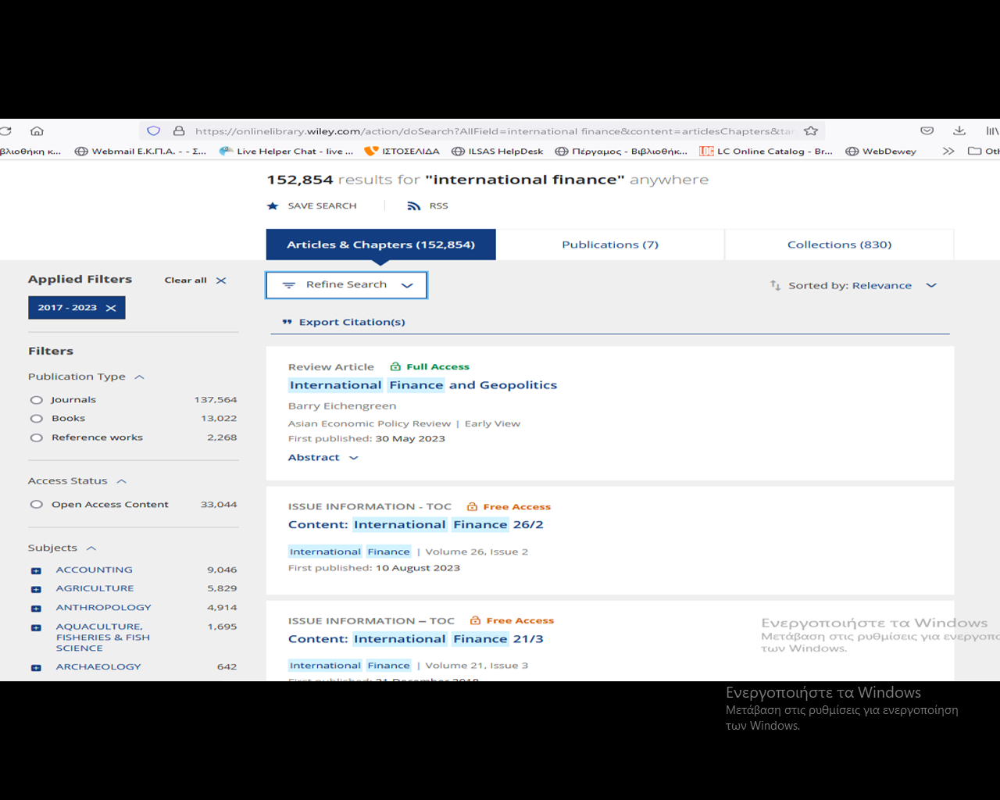 https://onlinelibrary.wiley.com/action/doSearch?AllField=international finance&content=articlesChapters&tar
βλιοθήκη κ... Webmail Ε.Κ.Π.Α. - - Σ... Live Helper Chat - live ... ΙΣΤΟΣΕΛΙΔΑ ILSAS HelpDesk Πέργαμος - Βιβλιοθήκ... LC Online Catalog - Br... WebDewey Oth
152,854 results for "international finance" anywhere
SAVE SEARCH RSS
Articles & Chapters (152,854) Publications (7) Collections (830)
Applied Filters Clear all
2017 - 2023
Refine Search
Sorted by: Relevance
Export Citation(s)
Filters
Publication Type
Journals 137,564
Books 13,022
Reference works 2,268
Access Status
Open Access Content 33,044
Subjects
ACCOUNTING 9,046
AGRICULTURE 5,829
ANTHROPOLOGY 4,914
AQUACULTURE, 1,695
FISHERIES & FISH
SCIENCE
ARCHAEOLOGY 642
Review Article Full Access
International Finance and Geopolitics
Barry Eichengreen
Asian Economic Policy Review | Early View
First published: 30 May 2023
Abstract
ISSUE INFORMATION - TOC Free Access
Content: International Finance 26/2
International Finance | Volume 26, Issue 2
First published: 10 August 2023
ISSUE INFORMATION – TOC Free Access
Content: International Finance 21/3
International Finance | Volume 21, Issue 3
First published: 21 December 2018
Ενεργοποιήστε τα Windows
Μετάβαση στις ρυθμίσεις για ενεργοπο
των Windows.
Ενεργοποιήστε τα Windows
Μετάβαση στις ρυθμίσεις για ενεργοποίηση
των Windows.